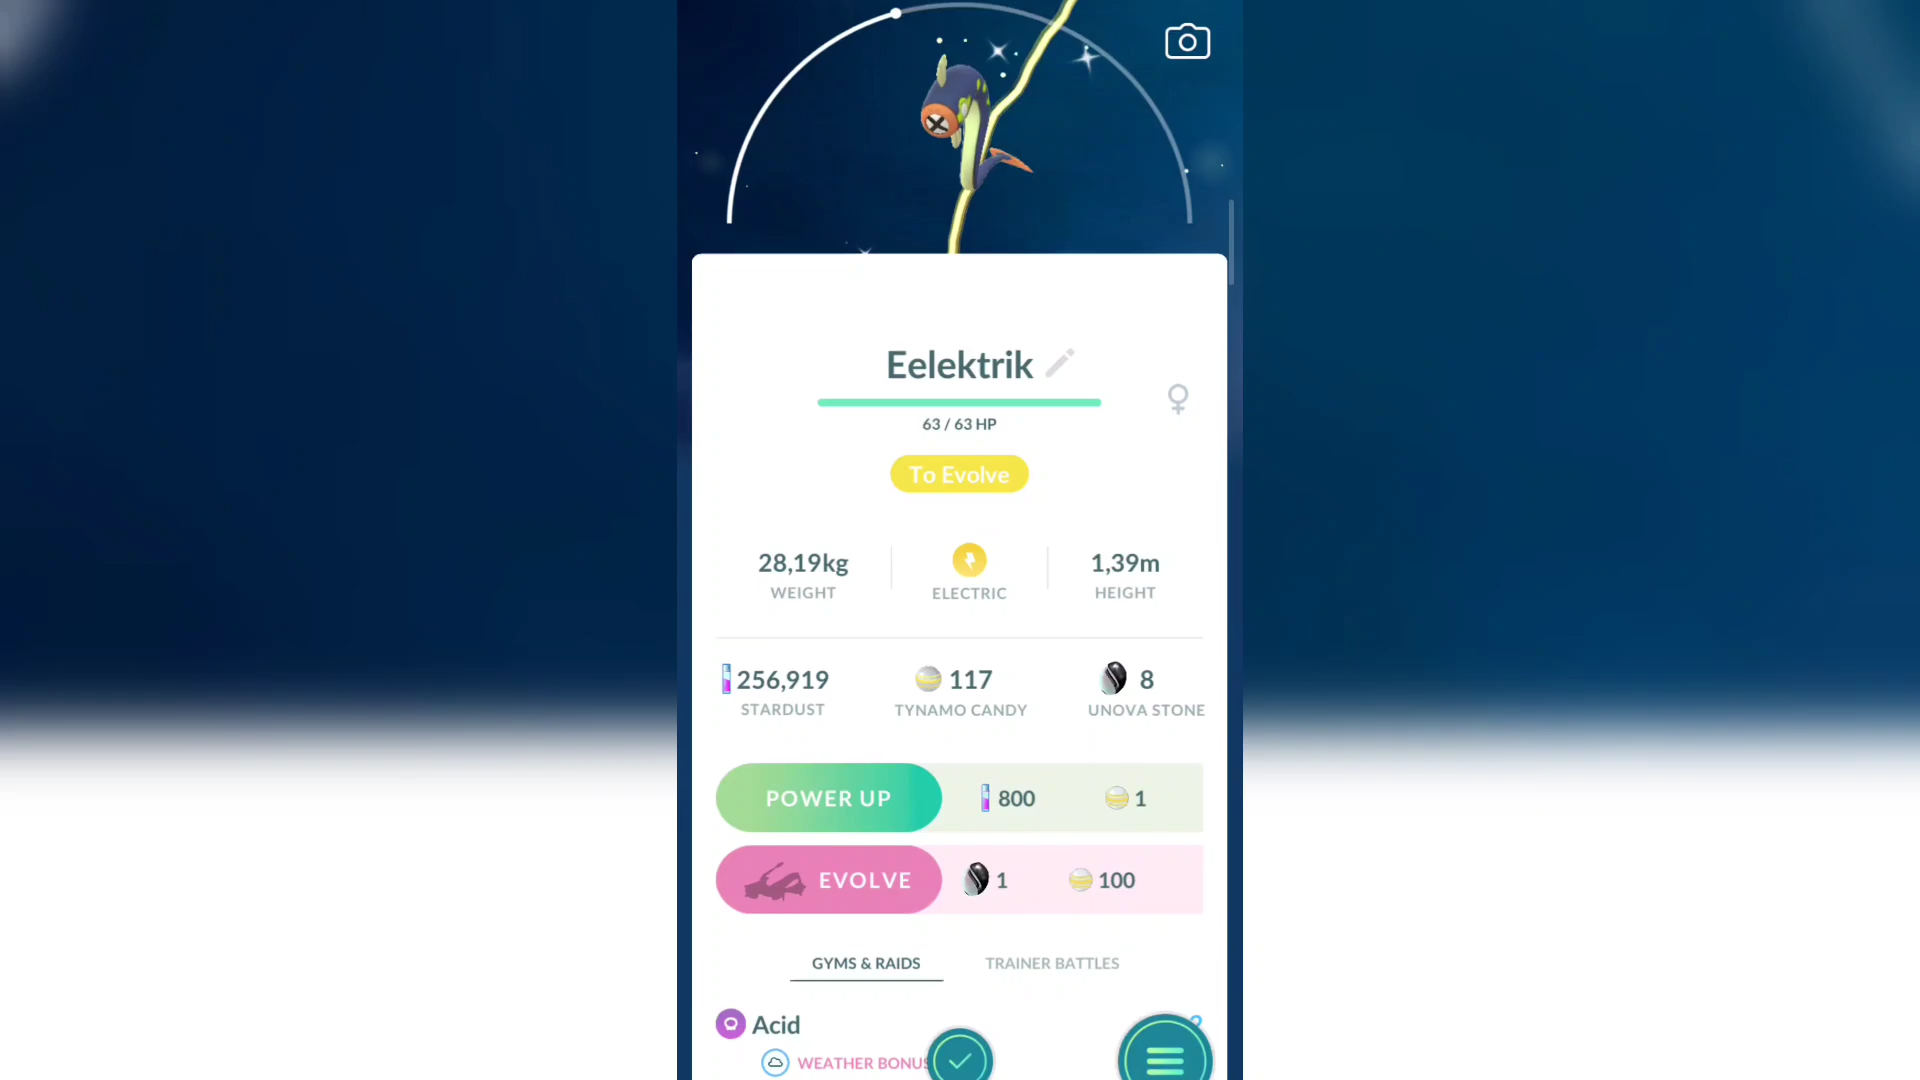 Eelektrik
63 / 63 HP
To Evolve
28,19kg
WEIGHT
ELECTRIC
1,39m
HEIGHT
256,919
STARDUST
117
TYNAMO CANDY
8
UNOVA STONE
POWER UP 800 1
EVOLVE 1 100
GYMS & RAIDS TRAINER BATTLES
Acid
WEATHER BONUS